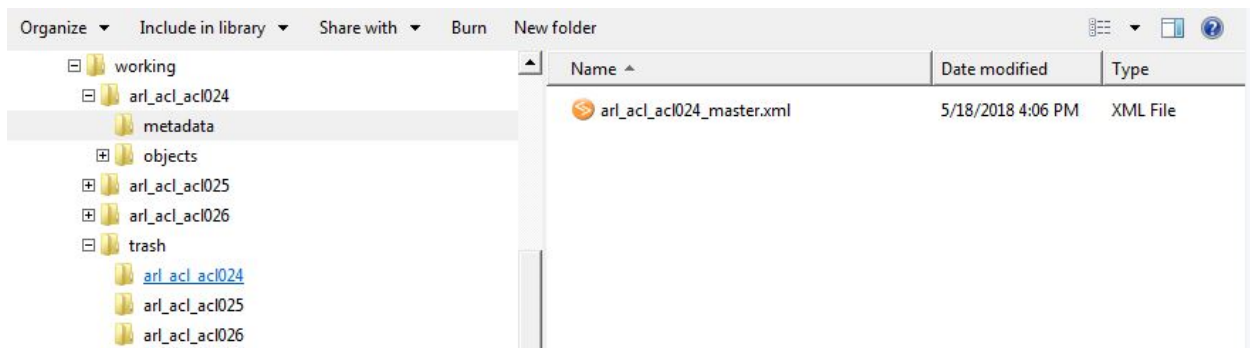 Organize Include in library Share with Burn New folder
working
arl_acl_acl024
metadata
objects
arl_acl_acl025
arl_acl_acl026
trash
arl_acl_acl024
arl_acl_acl025
arl_acl_acl026
Name Date modified Type
arl_acl_acl024_master.xml 5/18/2018 4:06 PM XML File